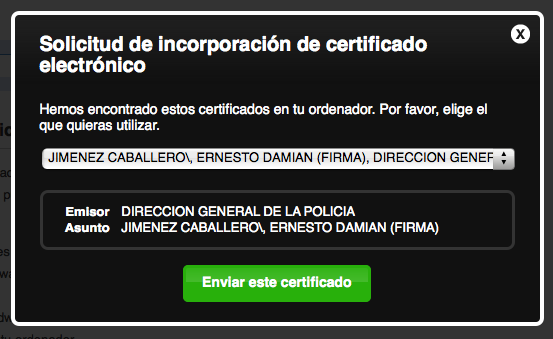 Solicitud de incorporación de certificado
electrónico
X
Hemos encontrado estos certificados en tu ordenador. Por favor, elige el
que quieras utilizar.
JIMENEZ CABALLERO\, ERNESTO DAMIAN (FIRMA), DIRECCION GENER
Emisor DIRECCION GENERAL DE LA POLICIA
Asunto JIMENEZ CABALLERO\, ERNESTO DAMIAN (FIRMA)
Enviar este certificado